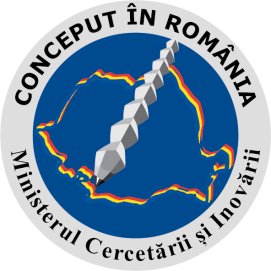 CONCEPUT ÎN ROMÂNIA
Ministerul Cercetării și Inovării